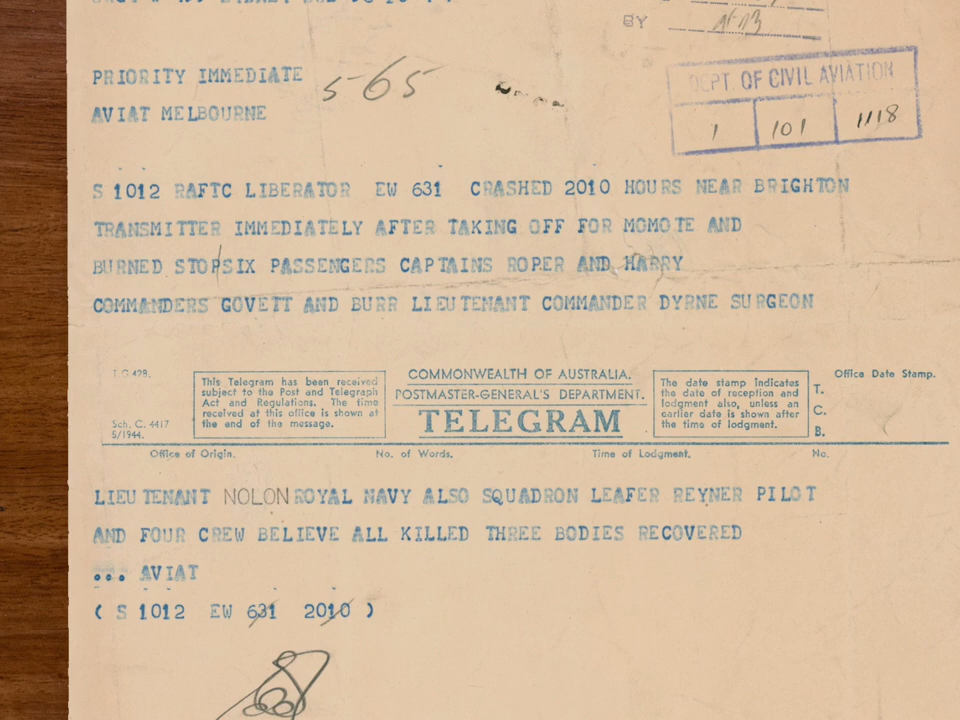 BY
PRIORITY IMMEDIATE
565
AVIAT MELBOURNE
DEPT. OF CIVIL AVIATION
1 101 1118
S 1012 RAFTC LIBERATOR EW 631 CRASHED 2010 HOURS NEAR BRIGHTON
TRANSMITTER IMMEDIATELY AFTER TAKING OFF FOR MOMOTE AND
BURNED STOPSIX PASSENGERS CAPTAINS ROPER AND HARRY
COMMANDERS GOVETT AND BURR LIEUTENANT COMMANDER DYRNE SURGEON
T.G 42B.
Sch. C. 4417
5/1944.
This Telegram has been received
subject to the Post and Telegraph
Act and Regulations. The time
received at this office is shown at
the end of the message.
COMMONWEALTH OF AUSTRALIA.
POSTMASTER-GENERAL'S DEPARTMENT.
TELEGRAM
The date stamp indicates
the date of reception and
lodgment also, unless an
earlier date is shown after
the time of lodgment.
T.
C.
B.
Office Date Stamp.
Office of Origin. No. of Words. Time of Lodgment. No.
LIEUTENANT NOLON ROYAL NAVY ALSO SQUADRON LEAFER REYNER PILOT
AND FOUR CREW BELIEVE ALL KILLED THREE BODIES RECOVERED
... AVIAT
( S 1012 EW 631 2010 )